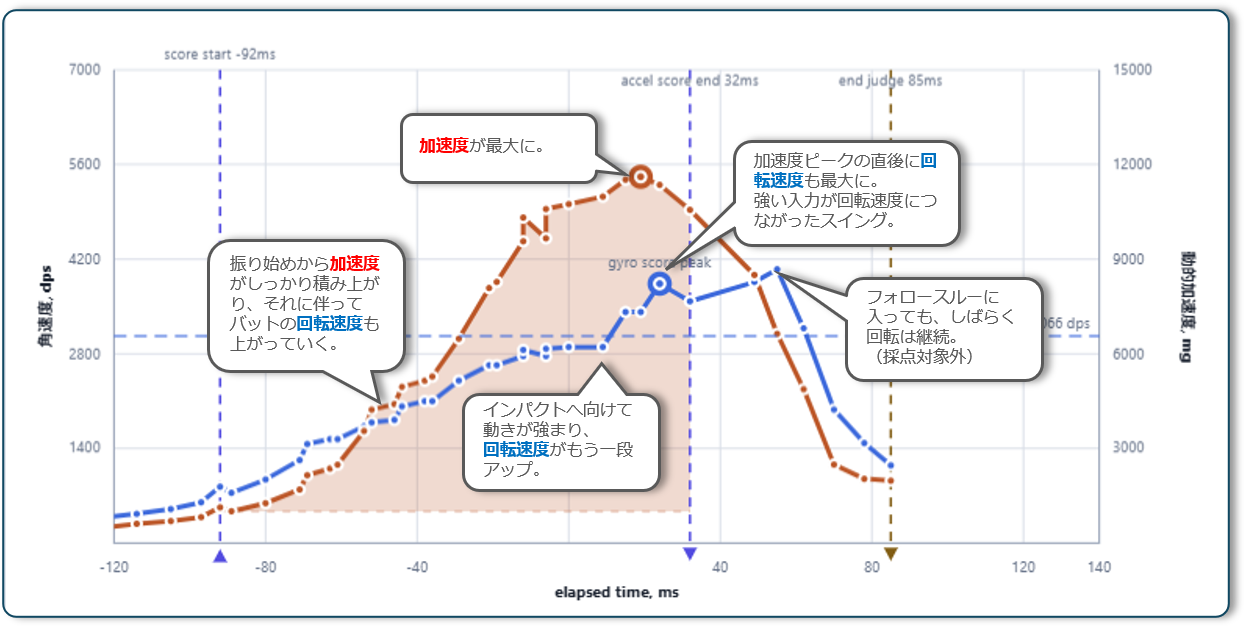 score start -92ms
7000
15000
accel score end 32ms
end judge 85ms
加速度が最大に。
加速度ピークの直後に回
転速度も最大に。
強い入力が回転速度につ
ながったスイング。
5600
12000
振り始めから加速度
がしっかり積み上が
り、それに伴って
バットの回転速度も
上がっていく。
4200
gyro score peak
9000
フォロースルーに
入っても、しばらく
回転は継続。
（採点対象外）
066 dps
角速度, dps
動的加速度, mg
2800
6000
インパクトへ向けて
動きが強まり、
回転速度がもう一段
アップ。
1400
3000
-120
-80
-40
40
80
120
140
elapsed time, ms